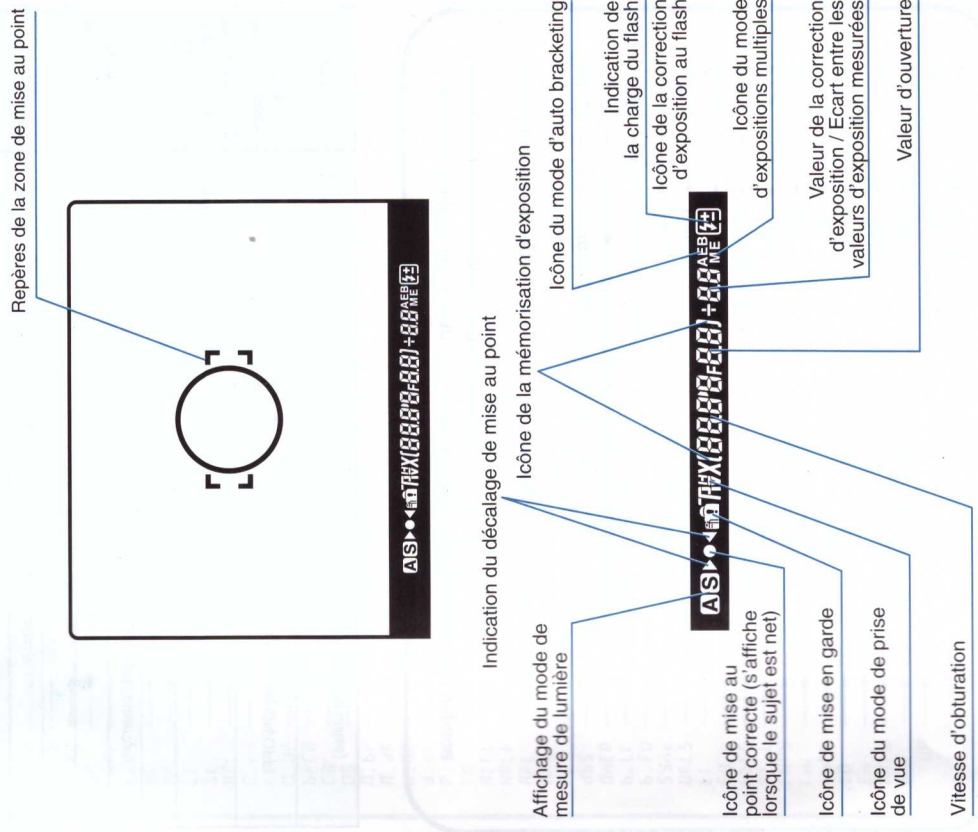 Repères de la zone de mise au point
Indication du décalage de mise au point
Icône de la mémorisation d'exposition
Icône du mode d'auto bracketing
Indication de
la charge du flash
Icône de la correction
d'exposition au flash
Icône du mode
d'expositions multiples
Valeur de la correction
d'exposition / Ecart entre les
valeurs d'exposition mesurées
Valeur d'ouverture
Affichage du mode de
mesure de lumière
Icône de mise au
point correcte (s'affiche
lorsque le sujet est net)
Icône de mise en garde
Icône du mode de prise
de vue
Vitesse d'obturation